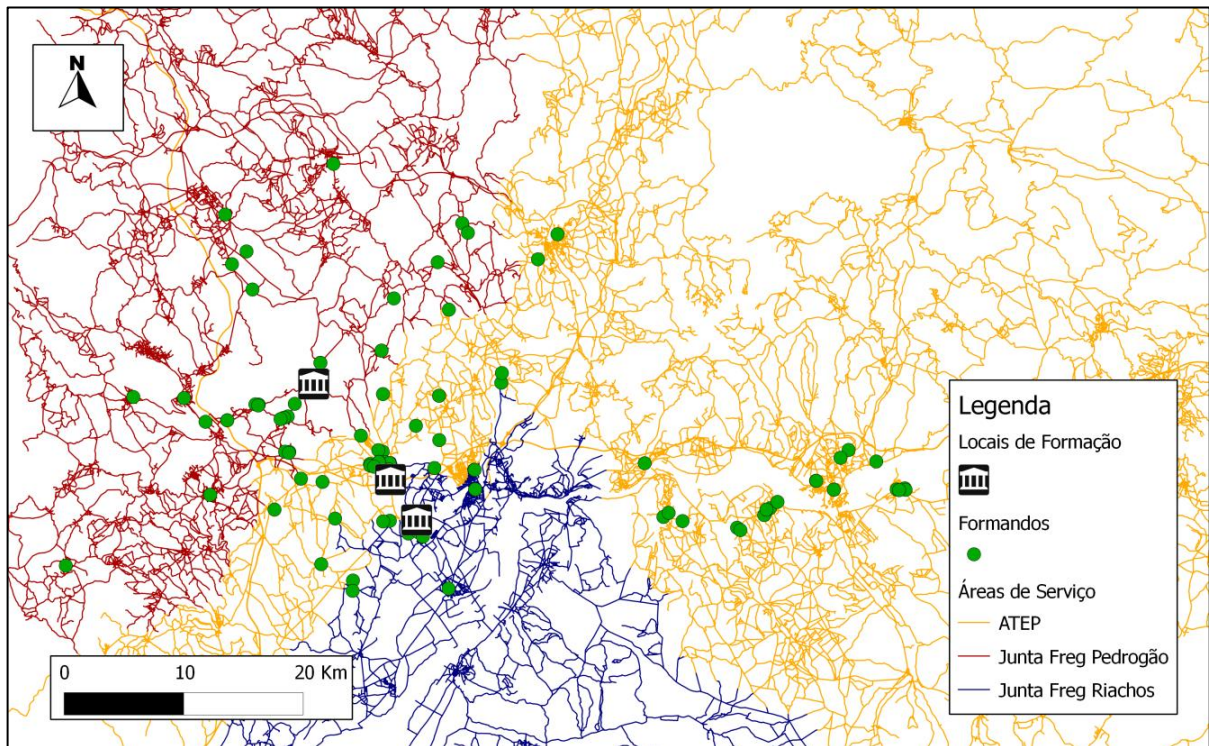 N
Legenda
Locais de Formação
Formandos
Áreas de Serviço
ATEP
Junta Freg Pedrogão
Junta Freg Riachos
0 10 20 Km